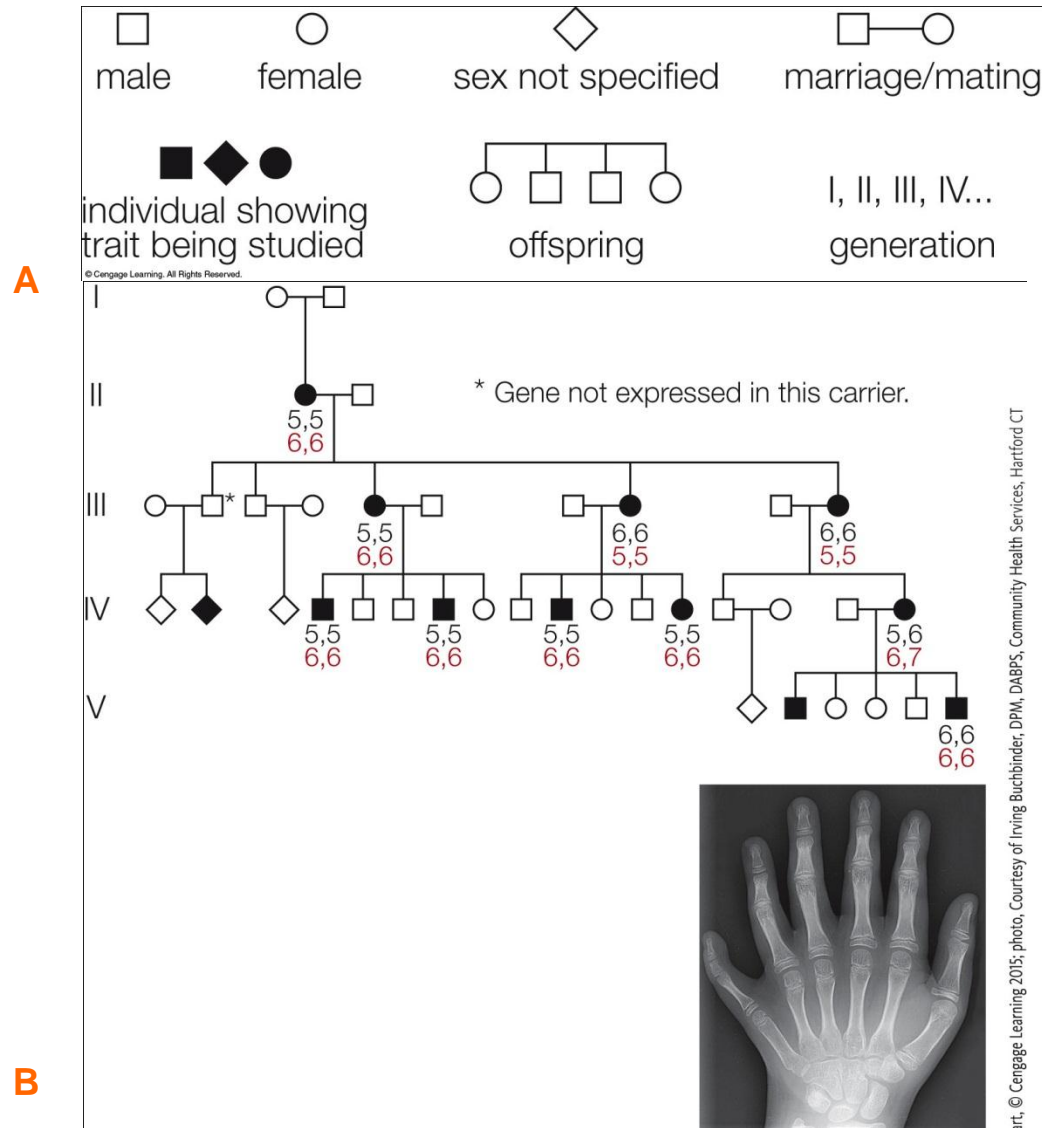 male
female
sex not specified
marriage/mating
individual showing
trait being studied
offspring
I, II, III, IV...
generation
© Cengage Learning. All Rights Reserved.
A
I
II
* Gene not expressed in this carrier.
5,5
6,6
III
*
5,5
6,6
6,6
5,5
6,6
5,5
IV
5,5
6,6
5,5
6,6
5,5
6,6
5,5
6,6
5,6
6,7
V
6,6
6,6
B
art, © Cengage Learning 2015; photo, Courtesy of Irving Buchbinder, DPM, DABPS, Community Health Services, Hartford CT